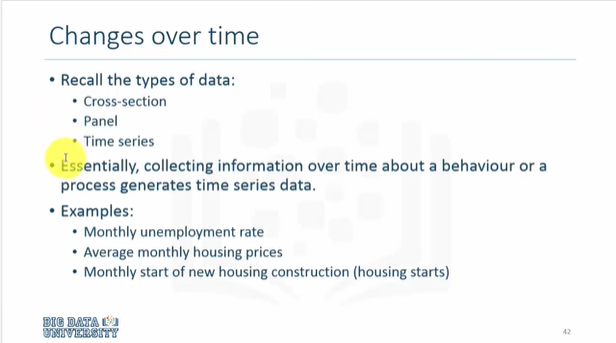 Changes over time
• Recall the types of data:
• Cross-section
• Panel
• Time series
• Essentially, collecting information over time about a behaviour or a
process generates time series data.
• Examples:
• Monthly unemployment rate
• Average monthly housing prices
• Monthly start of new housing construction (housing starts)
BIG DATA
UNIVERSITY
42